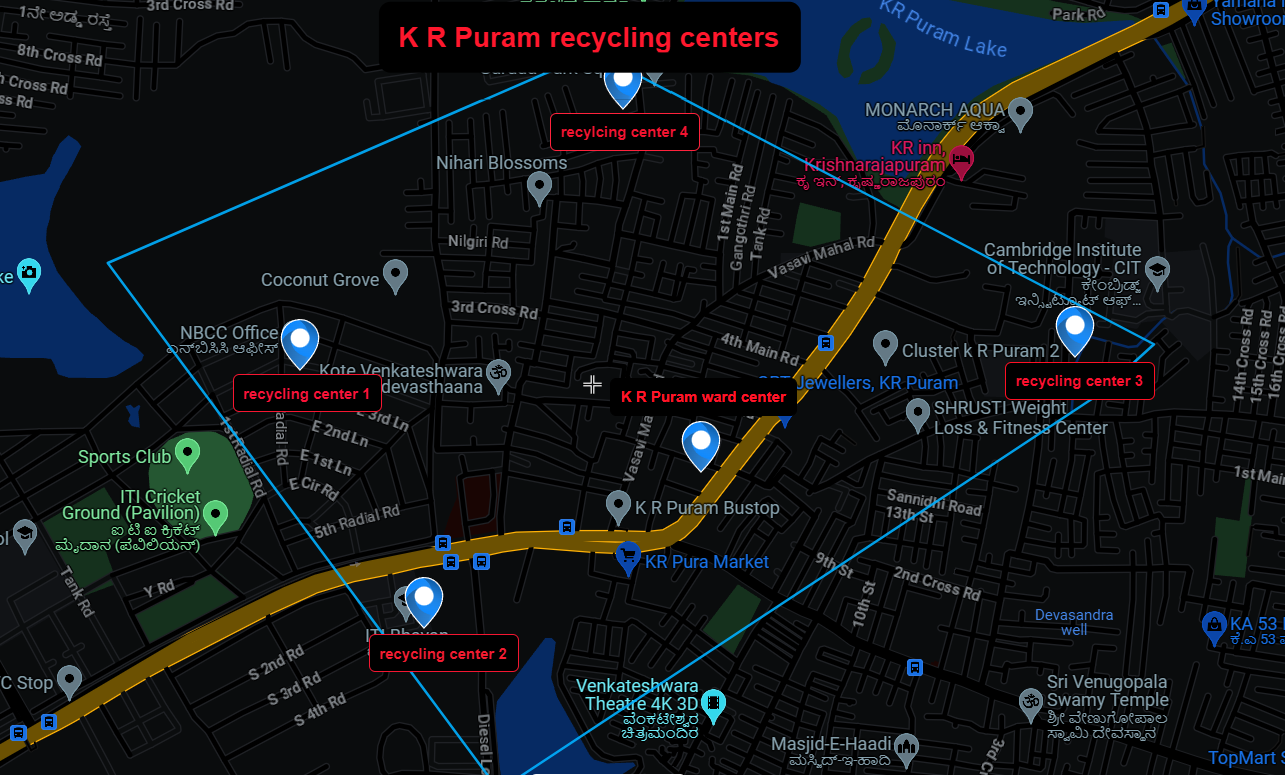 3rd Cross Rd
1ನೇ ಅಡ್ಡ ರಸ್ತೆ
8th Cross Rd
h Cross Rd
ss Rd
K R Puram recycling centers
KR Puram Lake
Park Rd
Yamaha
Showroo
recylcing center 4
MONARCH AQUA
ಮೊನಾರ್ಕ್ ಆಕ್ವಾ
KR inn,
Krishnarajapuram
ಕೃ ಇನ್, ಕೃಷ್ಣರಾಜಪುರಂ
Nihari Blossoms
1st Main Rd
Gangothri Rd
Tank Rd
Nilgiri Rd
Vasavi Mahal Rd
Cambridge Institute
of Technology - CIT
ಕೇಂಬ್ರಿಡ್ಜ್
ಇನ್ಸ್ಟಿಟ್ಯೂಟ್ ಆಫ್...
ke
Coconut Grove
3rd Cross Rd
NBCC Office
ಎನ್‌ಬಿಸಿಸಿ ಆಫೀಸ್
4th Main Rd
Cluster k R Puram 2
14th Cross Rd
15th Cross Rd
16th Cross Rd
Kote Venkateshwara
devasthaana
recycling center 1
Jewellers, KR Puram
recycling center 3
K R Puram ward center
SHRUSTI Weight
Loss & Fitness Center
E 3rd Ln
E 2nd Ln
E 1st Ln
E Cir Rd
1st Radial Rd
adial Rd
Vasavi Ma
Sports Club
ITI Cricket
Ground (Pavilion)
ಐ ಟಿ ಐ ಕ್ರಿಕೆಟ್
ಮೈದಾನ (ಪೆವಿಲಿಯನ್)
ol
5th Radial Rd
K R Puram Bustop
Sannidhi Road
13th St
1st Main
KR Pura Market
9th St
10th St
2nd Cross Rd
Tank Rd
Y Rd
Devasandra
well
KA 53
ಕೆ.ಎ 53
ITI Bhavan
recycling center 2
S 2nd Rd
S 3rd Rd
S 4th Rd
C Stop
Diesel Lo
Venkateshwara
Theatre 4K 3D
ವೆಂಕಟೇಶ್ವರ
ಚಿತ್ರಮಂದಿರ
Sri Venugopala
Swamy Temple
ಶ್ರೀ ವೇಣುಗೋಪಾಲ
ಸ್ವಾಮಿ ದೇವಸ್ಥಾನ
Masjid-E-Haadi
ಮಸ್ಜಿದ್-ಇ-ಹಾದಿ
3rd C
TopMart S